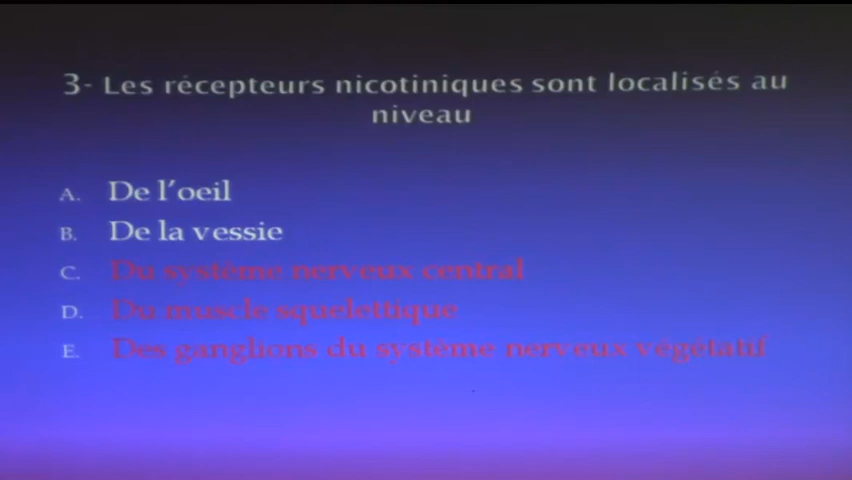 3- Les récepteurs nicotiniques sont localisés au
niveau
A. De l'oeil
B. De la vessie
C. Du système nerveux central
D. Du muscle squelettique
E. Des ganglions du système nerveux végétatif